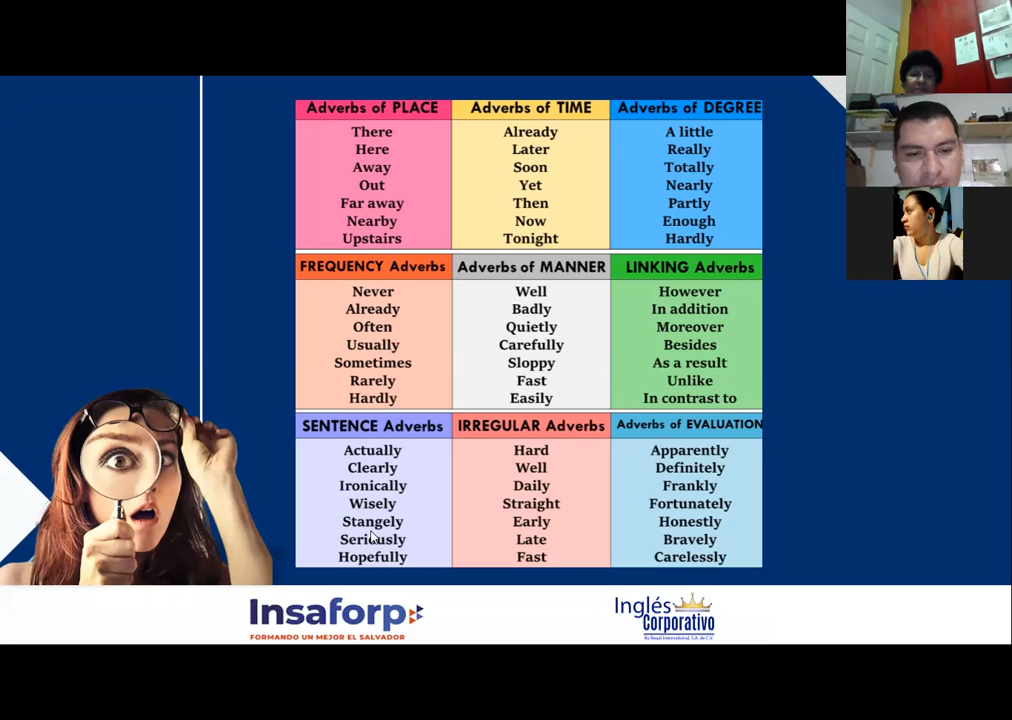 Adverbs of PLACE
There
Here
Away
Out
Far away
Nearby
Upstairs
Adverbs of TIME
Already
Later
Soon
Yet
Then
Now
Tonight
Adverbs of DEGREE
A little
Really
Totally
Nearly
Partly
Enough
Hardly
FREQUENCY Adverbs
Never
Already
Often
Usually
Sometimes
Rarely
Hardly
Adverbs of MANNER
Well
Badly
Quietly
Carefully
Sloppy
Fast
Easily
LINKING Adverbs
However
In addition
Moreover
Besides
As a result
Unlike
In contrast to
SENTENCE Adverbs
Actually
Clearly
Ironically
Wisely
Stangely
Seriously
Hopefully
IRREGULAR Adverbs
Hard
Well
Daily
Straight
Early
Late
Fast
Adverbs of EVALUATION
Apparently
Definitely
Frankly
Fortunately
Honestly
Bravely
Carelessly
Insaforp
FORMANDO UN MEJOR EL SALVADOR
Inglés
Corporativo